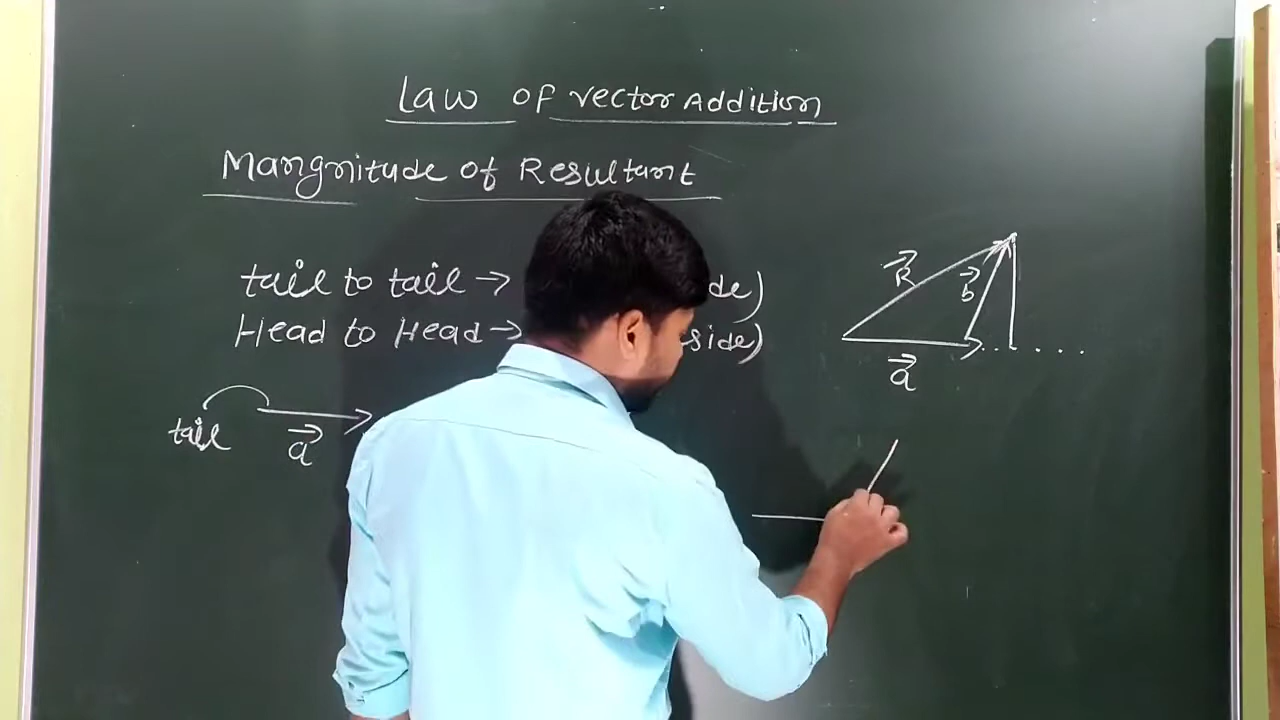 Law of vector Addition
Mangnitude of Resultant
tail to tail → de)
Head to Head → side)
R⃗
b⃗
a⃗
tail
a⃗